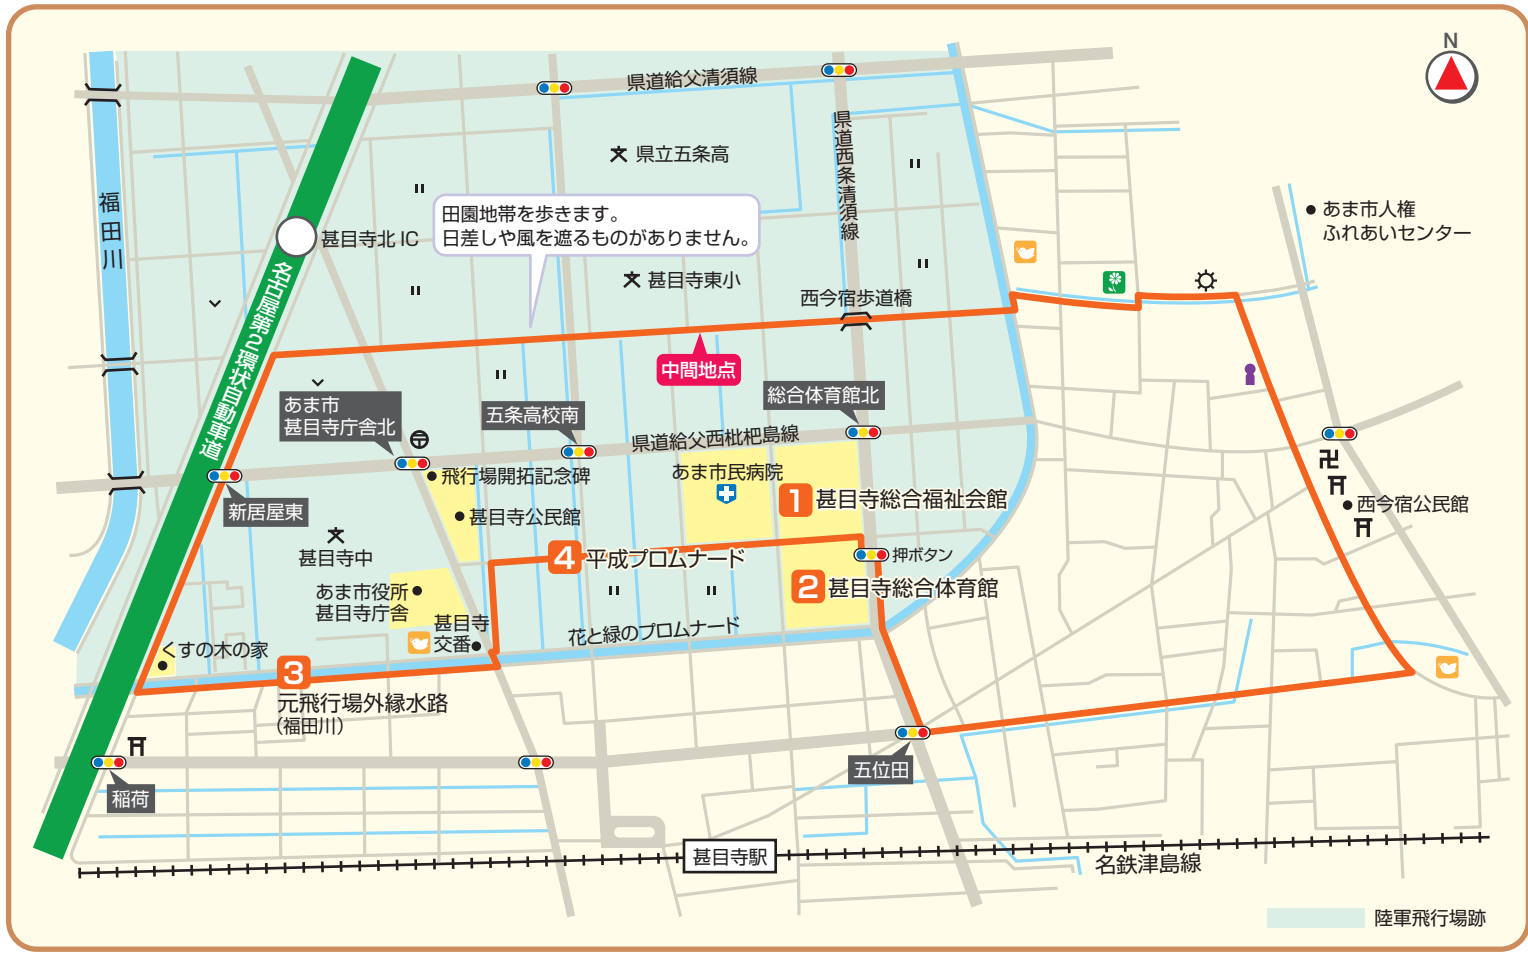 N
県道給父清須線
県立五条高
県道西条清須線
福田川
甚目寺北 IC
田園地帯を歩きます。
日差しや風を遮るものがありません。
甚目寺東小
西今宿歩道橋
あま市人権
ふれあいセンター
名古屋第2環状自動車道
中間地点
あま市
甚目寺庁舎北
五条高校南
総合体育館北
県道給父西枇杷島線
飛行場開拓記念碑
あま市民病院
1 甚目寺総合福祉会館
新居屋東
甚目寺公民館
西今宿公民館
甚目寺中
4 平成プロムナード
押ボタン
あま市役所
甚目寺庁舎
2 甚目寺総合体育館
甚目寺
交番
花と緑のプロムナード
くすの木の家
3
元飛行場外縁水路
(福田川)
稲荷
五位田
甚目寺駅
名鉄津島線
陸軍飛行場跡